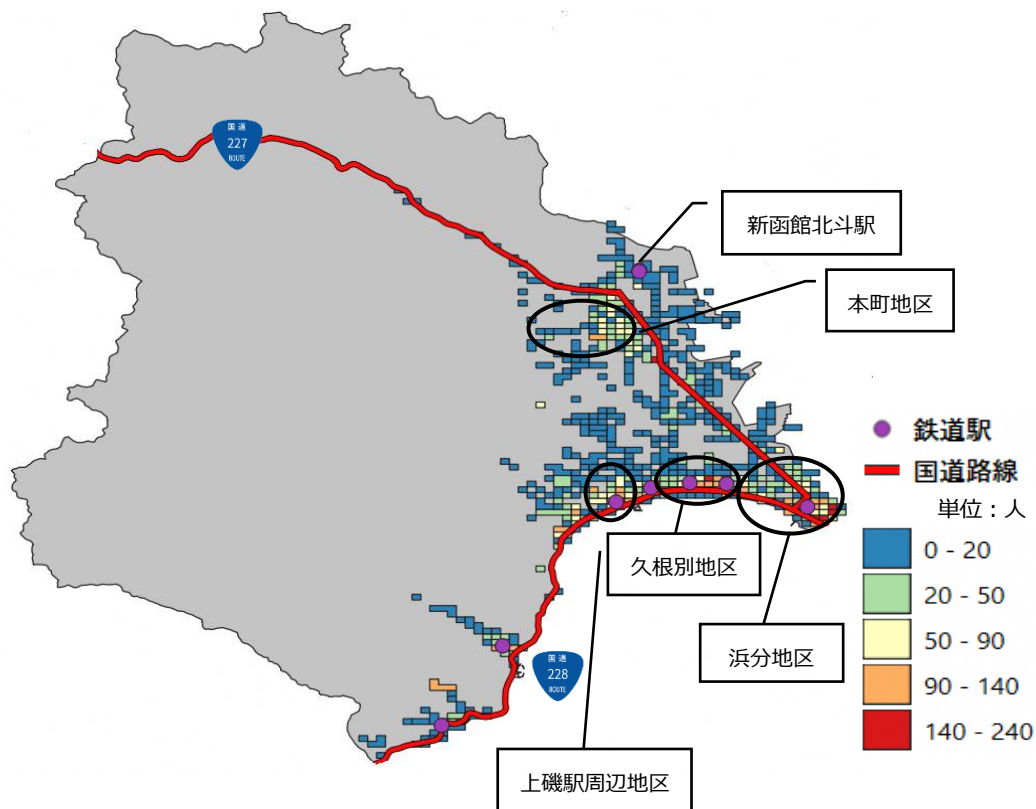 国道
227
ROUTE
新函館北斗駅
本町地区
鉄道駅
国道路線
単位：人
0 - 20
20 - 50
50 - 90
90 - 140
140 - 240
久根別地区
浜分地区
国道
228
ROUTE
上磯駅周辺地区